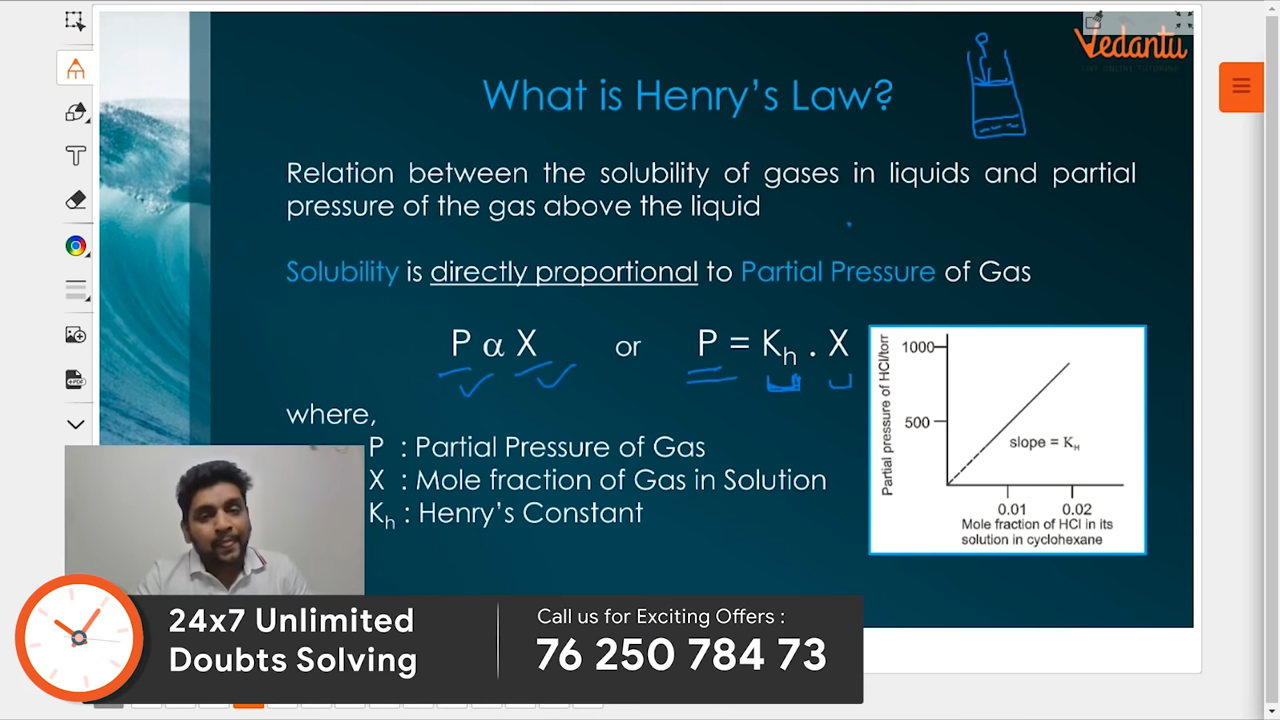 Vedantu
LIVE ONLINE TUTORING
What is Henry's Law?
Relation between the solubility of gases in liquids and partial
pressure of the gas above the liquid
Solubility is directly proportional to Partial Pressure of Gas
P α X or P = Kh . X
where,
P : Partial Pressure of Gas
X : Mole fraction of Gas in Solution
Kh : Henry's Constant
Partial pressure of HCl/torr
1000
500
slope = KH
0.01 0.02
Mole fraction of HCl in its
solution in cyclohexane
24x7 Unlimited
Doubts Solving
Call us for Exciting Offers :
76 250 784 73